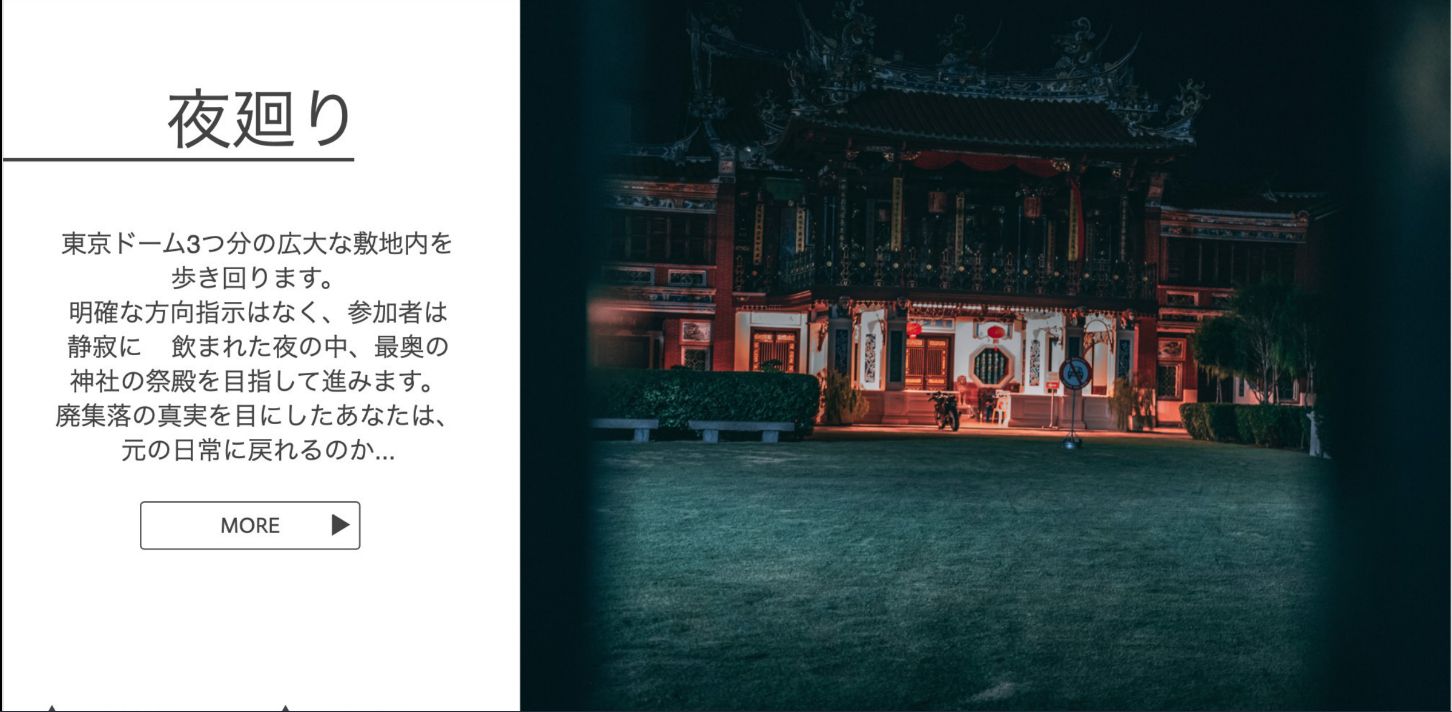 夜廻り
東京ドーム3つ分の広大な敷地内を
歩き回ります。
明確な方向指示はなく、参加者は
静寂に　飲まれた夜の中、最奥の
神社の祭殿を目指して進みます。
廃集落の真実を目にしたあなたは、
元の日常に戻れるのか...
MORE